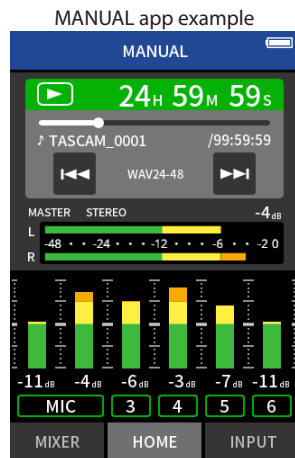 MANUAL app example
MANUAL
24H 59M 59S
♪ TASCAM_0001 /99:59:59
WAV24-48
MASTER STEREO -4dB
L
-48 · · -24 · · · -12 · · · -6 · · -2 0
R
-11dB -4dB -6dB -3dB -7dB -11dB
MIC 3 4 5 6
MIXER HOME INPUT